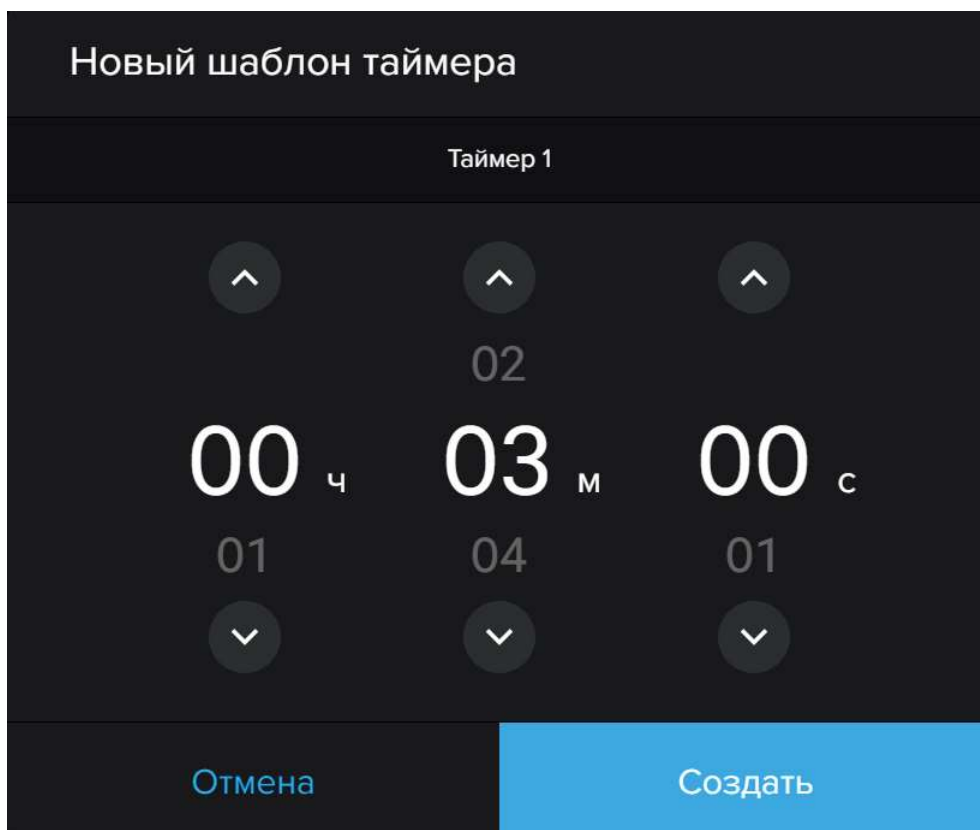 Новый шаблон таймера
Таймер 1
02
00 ч 03 м 00 с
01 04 01
Отмена Создать